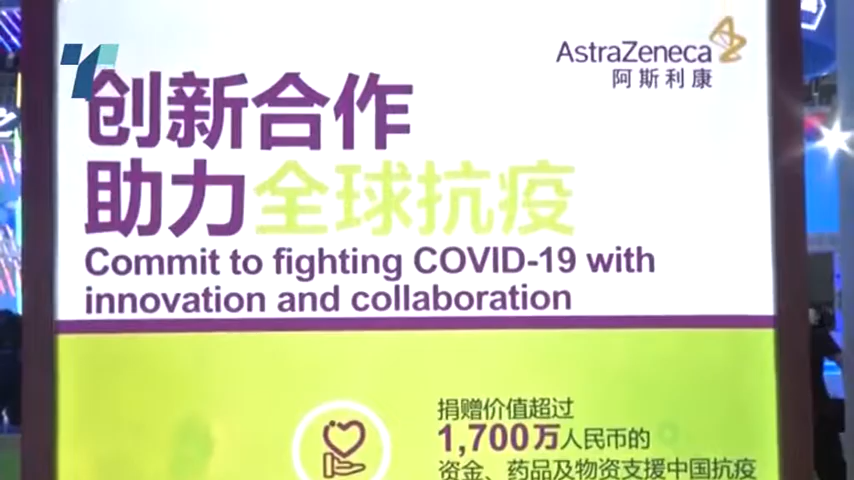 AstraZeneca
阿斯利康
创新合作
助力全球抗疫
Commit to fighting COVID-19 with
innovation and collaboration
捐赠价值超过
1,700万人民币的
资金、药品及物资支援中国抗疫